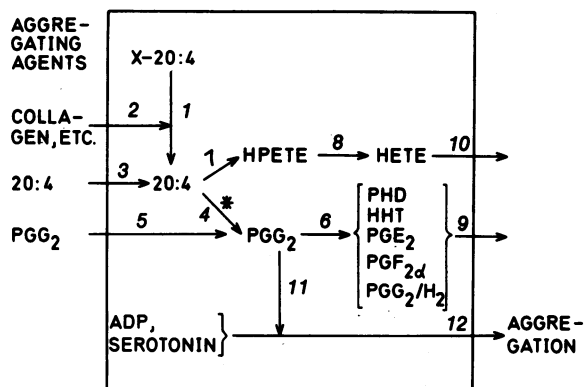 AGGRE-
GATING
AGENTS
X-20:4
COLLA-
GEN, ETC.
2
1
20:4
3
20:4
7
HPETE
8
HETE
10
*
4
PGG2
5
PGG2
6
PHD
HHT
PGE2
PGF2α
PGG2/H2
9
11
ADP,
SEROTONIN
12
AGGRE-
GATION